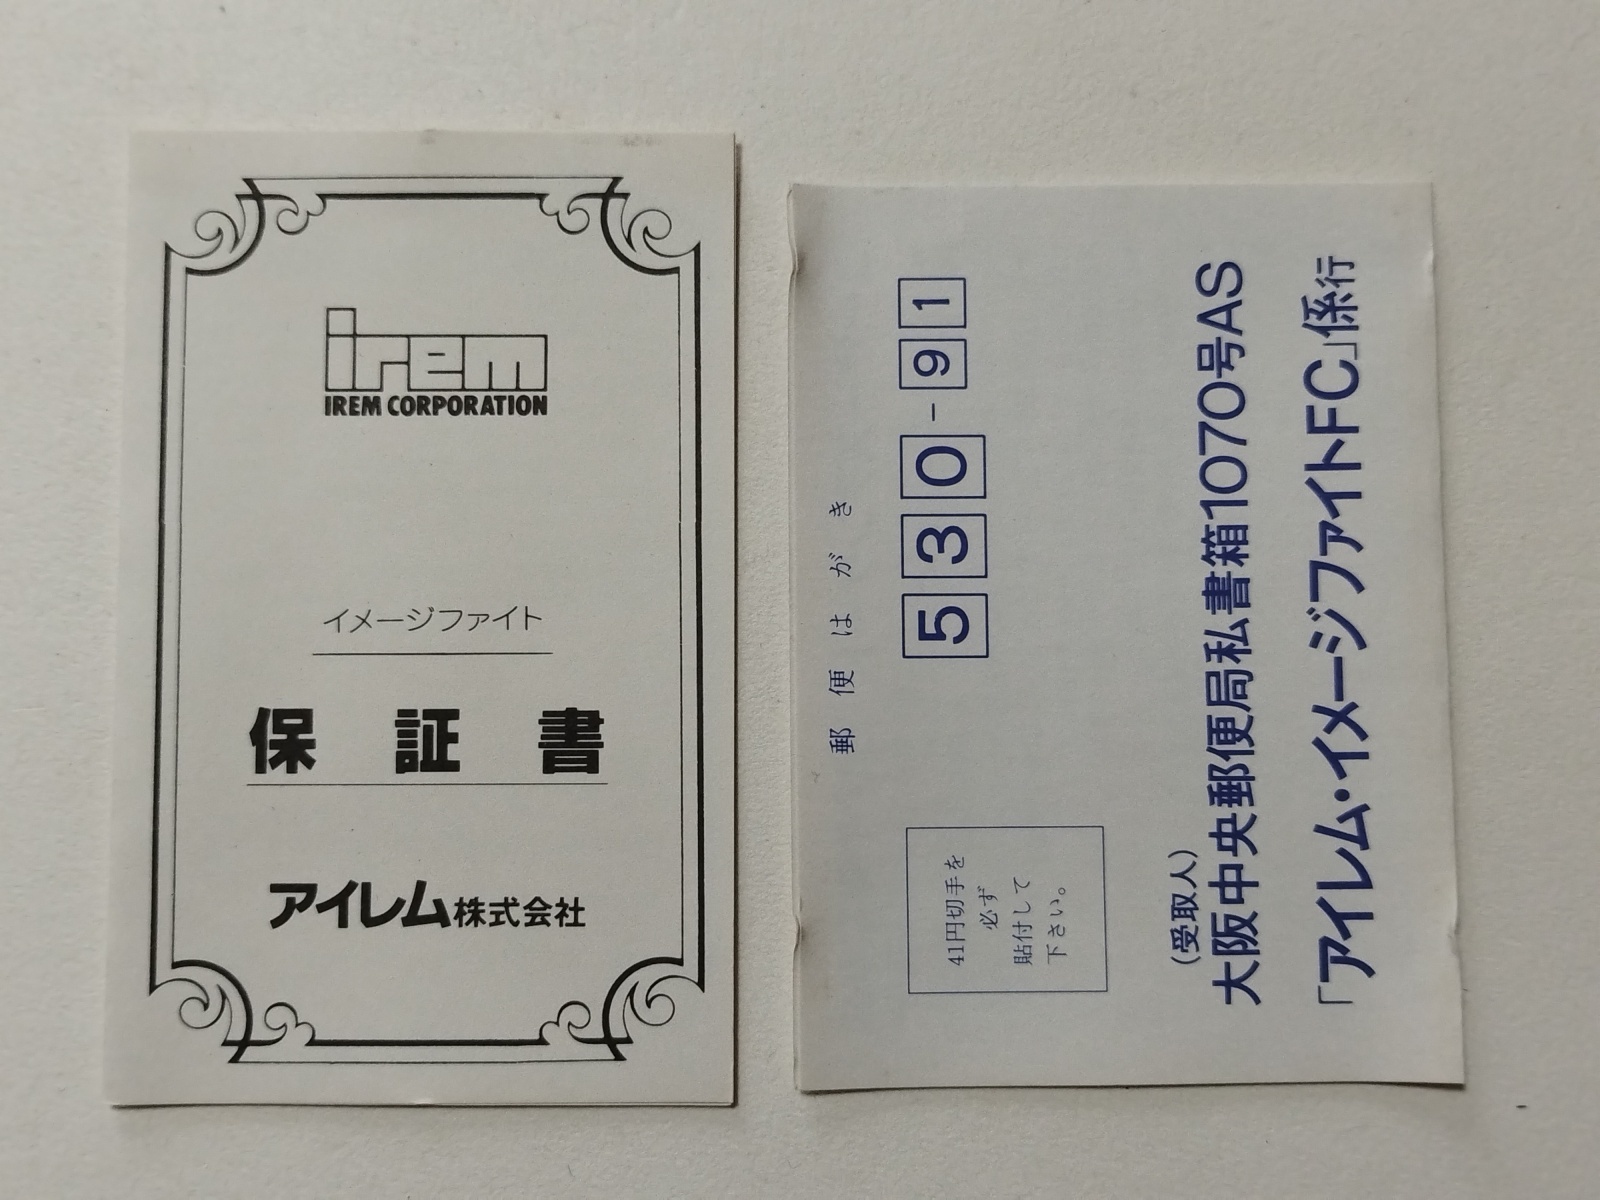 irem
IREM CORPORATION
イメージファイト
保証書
アイレム株式会社
郵便はがき
530-91
41円切手を
必ず
貼付して
下さい。
(受取人)
大阪中央郵便局私書箱1070号AS
「アイレム・イメージファイトFC」係行